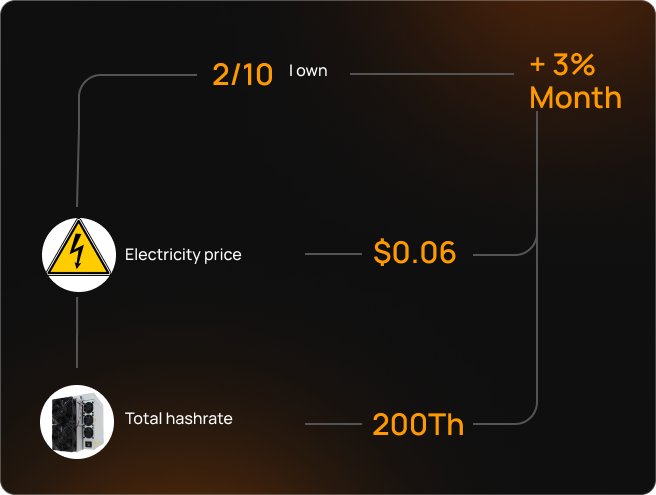 2/10 I own
+ 3%
Month
Electricity price $0.06
Total hashrate 200Th